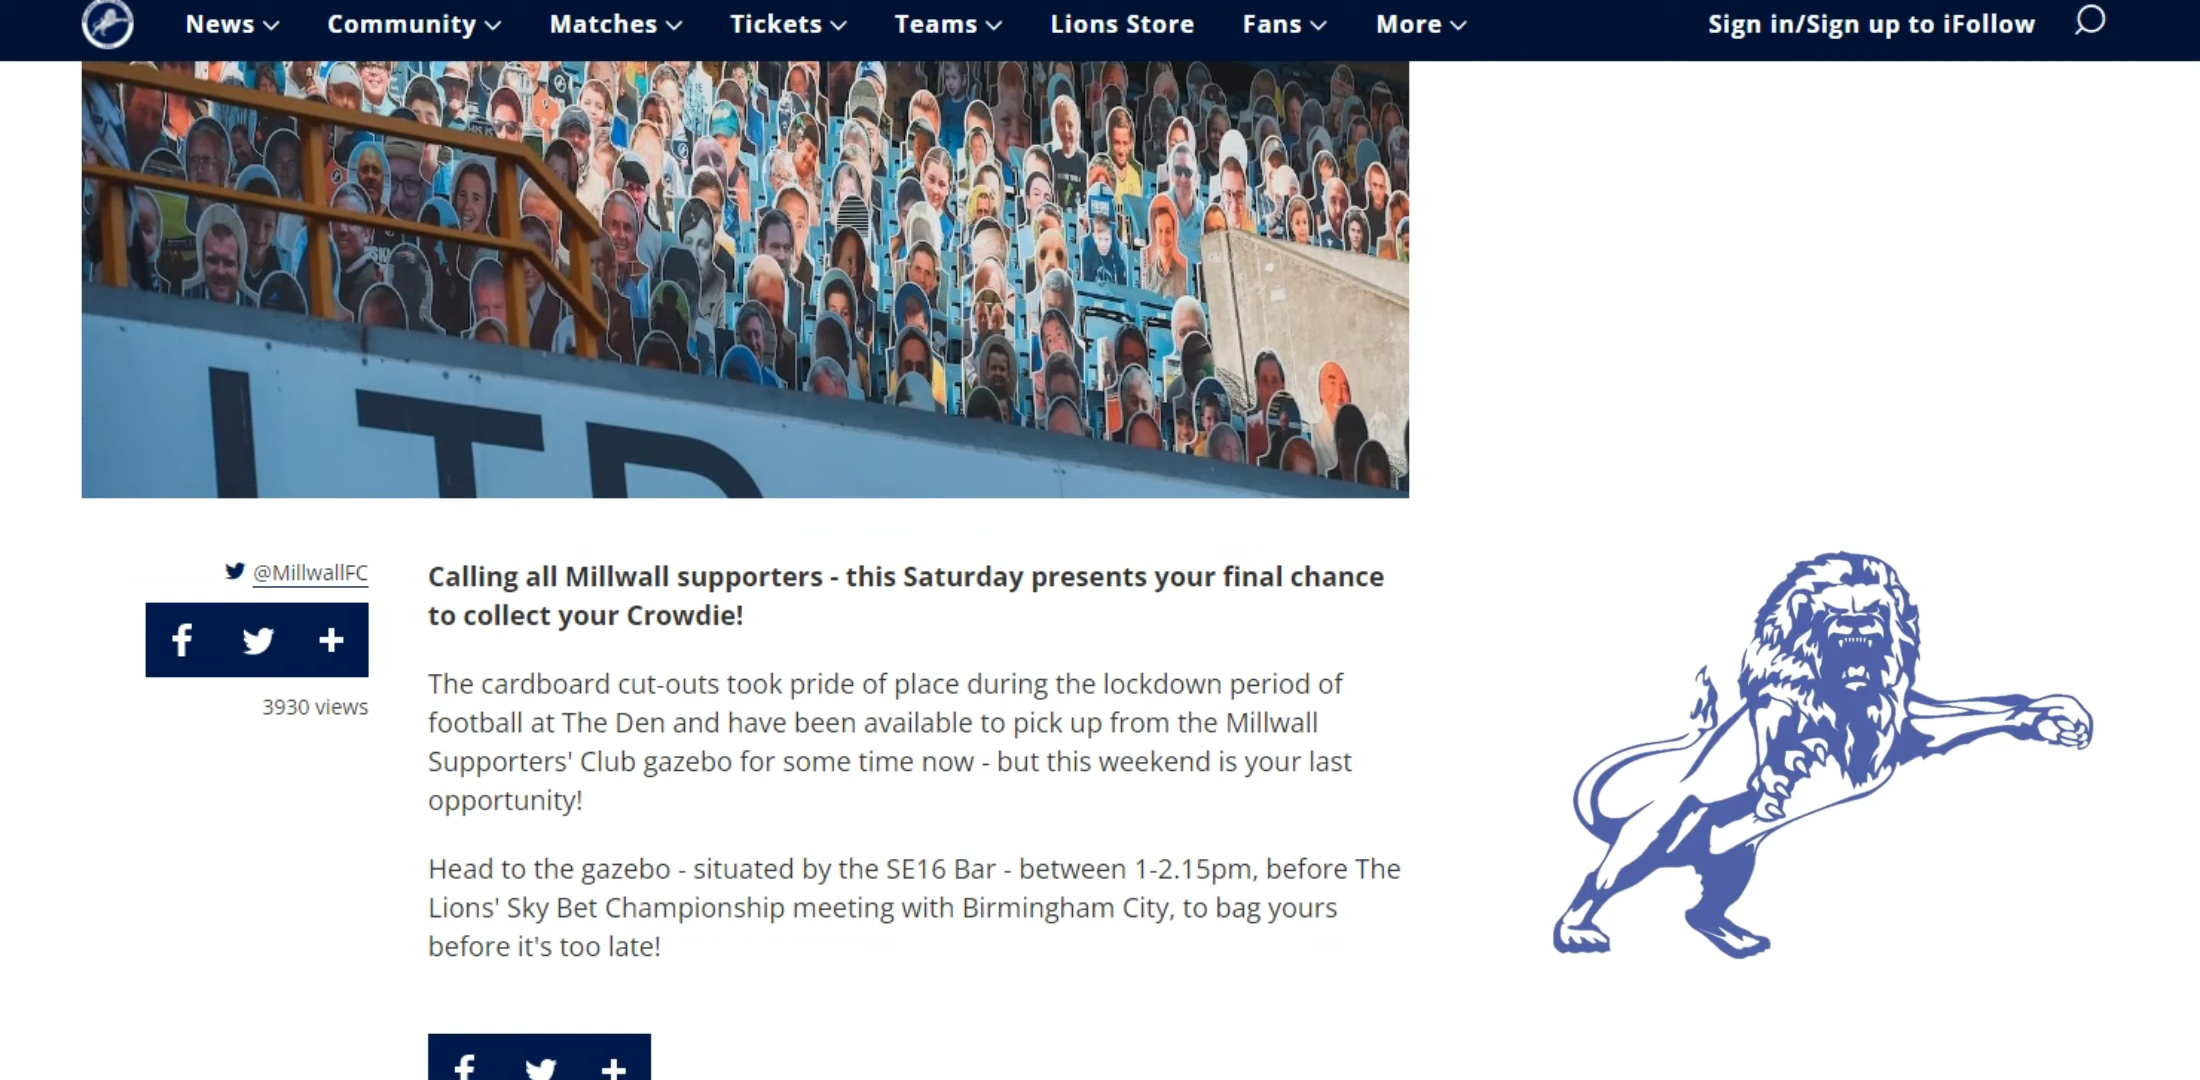 News Community Matches Tickets Teams Lions Store Fans More Sign in/Sign up to iFollow
LTD
@MillwallFC
3930 views
Calling all Millwall supporters - this Saturday presents your final chance
to collect your Crowdie!
The cardboard cut-outs took pride of place during the lockdown period of
football at The Den and have been available to pick up from the Millwall
Supporters' Club gazebo for some time now - but this weekend is your last
opportunity!
Head to the gazebo - situated by the SE16 Bar - between 1-2.15pm, before The
Lions' Sky Bet Championship meeting with Birmingham City, to bag yours
before it's too late!